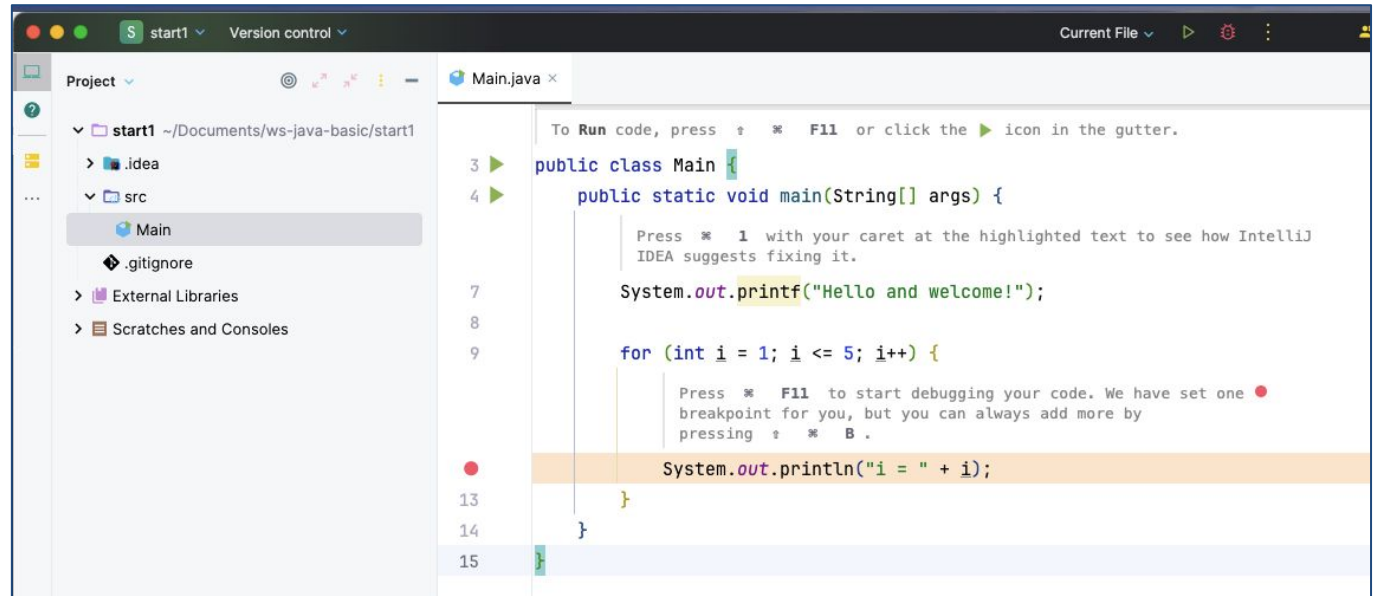 S start1 Version control Current File
Project
start1 ~/Documents/ws-java-basic/start1
.idea
src
Main
.gitignore
External Libraries
Scratches and Consoles
Main.java ×
To Run code, press ⇧ ⌘ F11 or click the ▶ icon in the gutter.
3 public class Main {
4 public static void main(String[] args) {
Press ⌘ 1 with your caret at the highlighted text to see how IntelliJ
IDEA suggests fixing it.
7 System.out.printf("Hello and welcome!");
8
9 for (int i = 1; i <= 5; i++) {
Press ⌘ F11 to start debugging your code. We have set one
breakpoint for you, but you can always add more by
pressing ⇧ ⌘ B .
System.out.println("i = " + i);
13 }
14 }
15 }